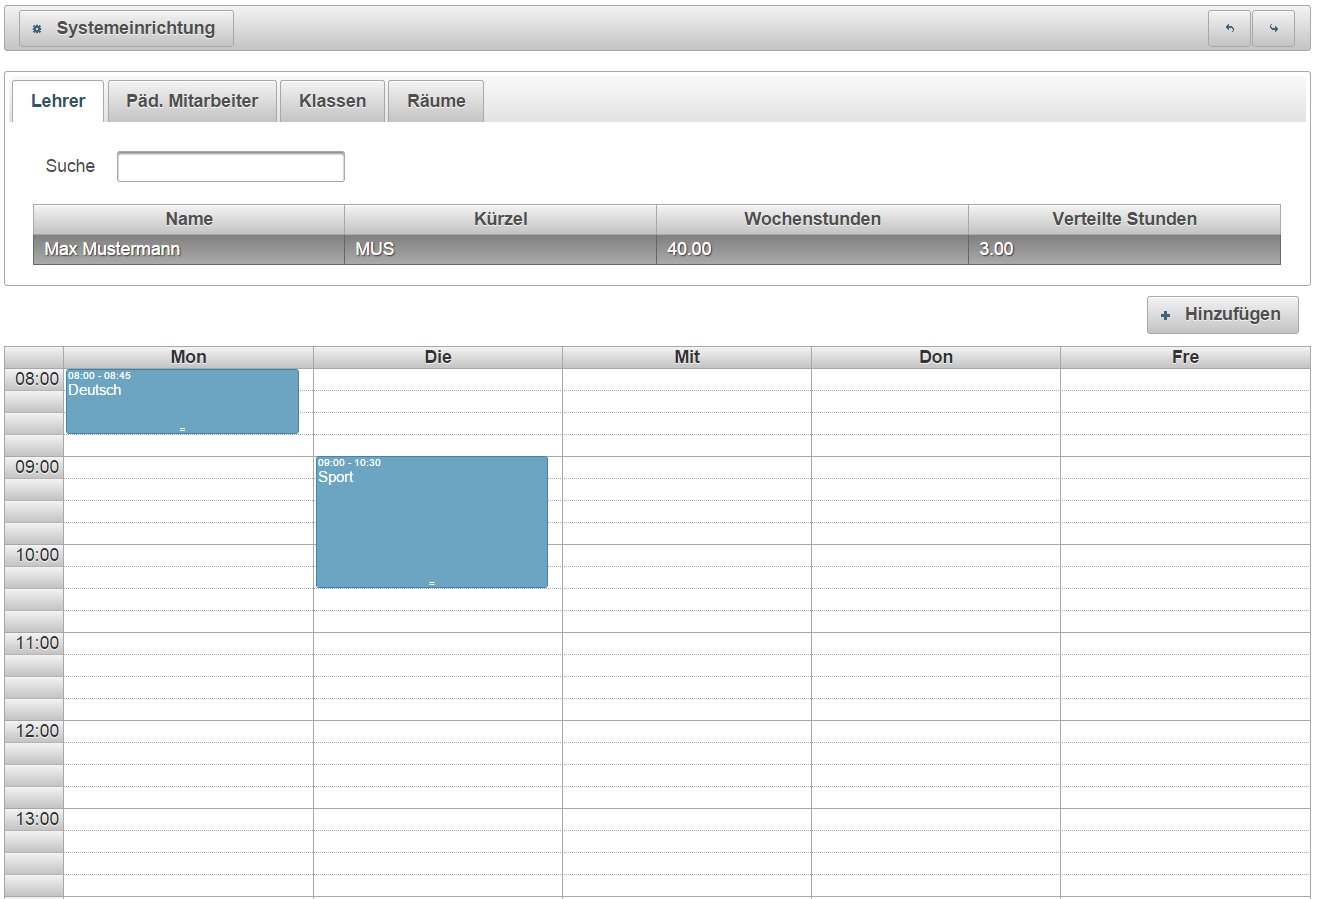 Systemeinrichtung
Lehrer Päd. Mitarbeiter Klassen Räume
Suche
Name Kürzel Wochenstunden Verteilte Stunden
Max Mustermann MUS 40.00 3.00
Hinzufügen
Mon Die Mit Don Fre
08:00 08:00 - 08:45
Deutsch
09:00 09:00 - 10:30
Sport
10:00
11:00
12:00
13:00